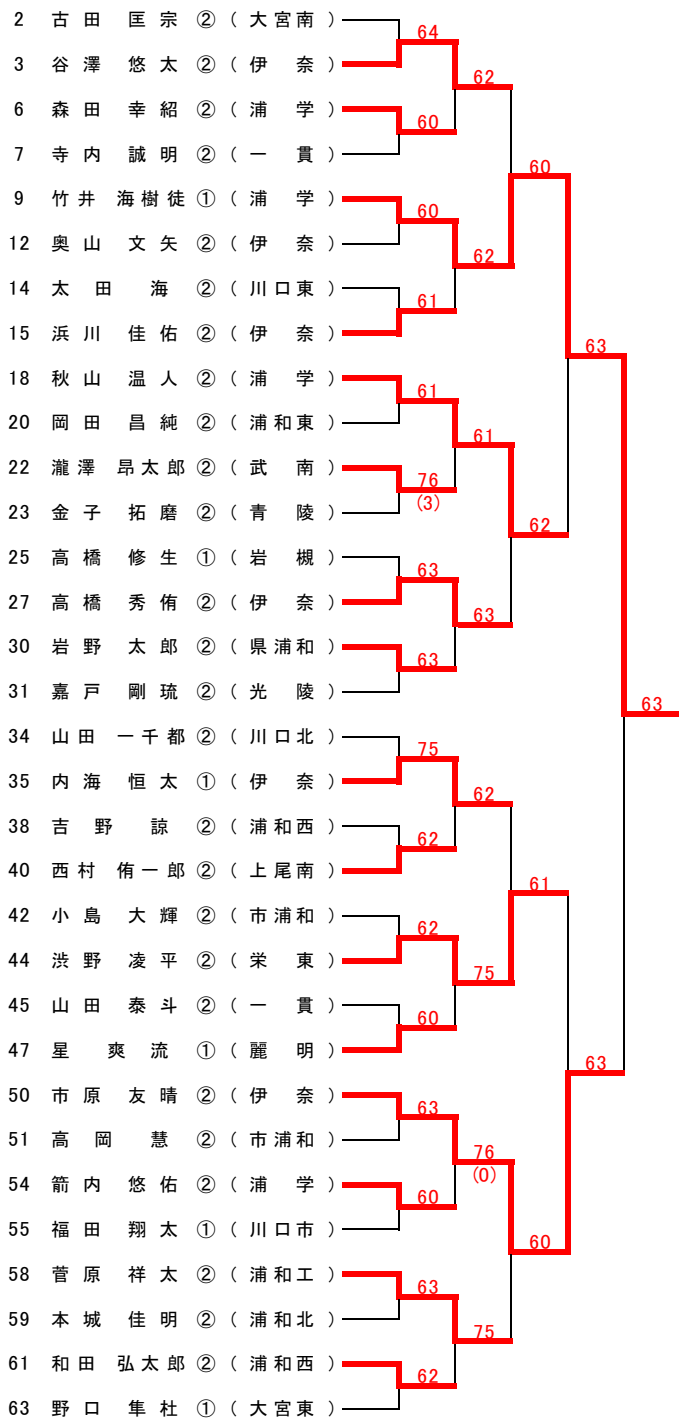 2 古田 匡宗 ② ( 大宮南 )
64
3 谷澤 悠太 ② ( 伊 奈 )
62
6 森田 幸紹 ② ( 浦 学 )
60
7 寺内 誠明 ② ( 一 貫 )
60
9 竹井 海樹徒 ① ( 浦 学 )
60
12 奥山 文矢 ② ( 伊 奈 )
62
14 太田 海 ② ( 川口東 )
61
15 浜川 佳佑 ② ( 伊 奈 )
63
18 秋山 温人 ② ( 浦 学 )
61
20 岡田 昌純 ② ( 浦和東 )
61
22 瀧澤 昂太郎 ② ( 武 南 )
76
(3)
23 金子 拓磨 ② ( 青 陵 )
62
25 高橋 修生 ① ( 岩 槻 )
63
27 高橋 秀侑 ② ( 伊 奈 )
63
30 岩野 太郎 ② ( 県浦和 )
63
31 嘉戸 剛琉 ② ( 光 陵 )
63
34 山田 一千都 ② ( 川口北 )
75
35 内海 恒太 ① ( 伊 奈 )
62
38 吉野 諒 ② ( 浦和西 )
62
40 西村 侑一郎 ② ( 上尾南 )
61
42 小島 大輝 ② ( 市浦和 )
62
44 渋野 凌平 ② ( 栄 東 )
75
45 山田 泰斗 ② ( 一 貫 )
60
47 星 爽流 ① ( 麗 明 )
63
50 市原 友晴 ② ( 伊 奈 )
63
51 高岡 慧 ② ( 市浦和 )
76
(0)
54 箭内 悠佑 ② ( 浦 学 )
60
55 福田 翔太 ① ( 川口市 )
60
58 菅原 祥太 ② ( 浦和工 )
63
59 本城 佳明 ② ( 浦和北 )
75
61 和田 弘太郎 ② ( 浦和西 )
62
63 野口 隼杜 ① ( 大宮東 )